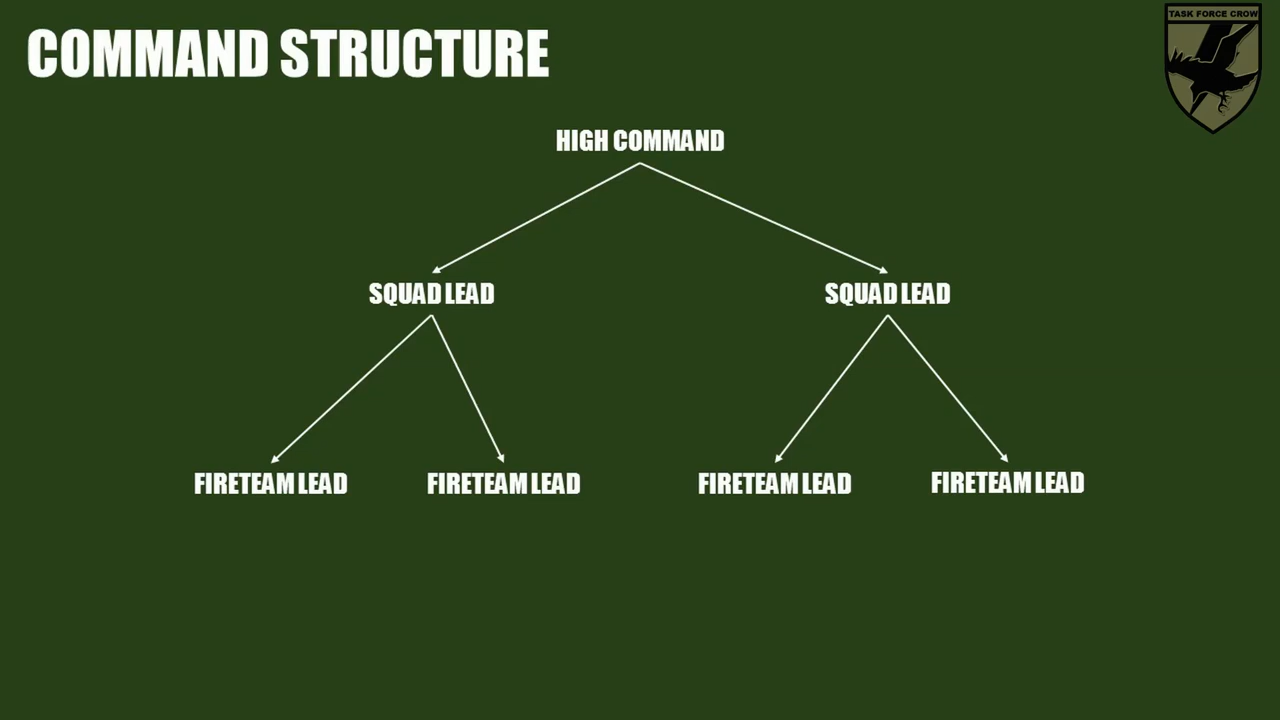 COMMAND STRUCTURE
TASK FORCE CROW
HIGH COMMAND
SQUAD LEAD
SQUAD LEAD
FIRETEAM LEAD
FIRETEAM LEAD
FIRETEAM LEAD
FIRETEAM LEAD